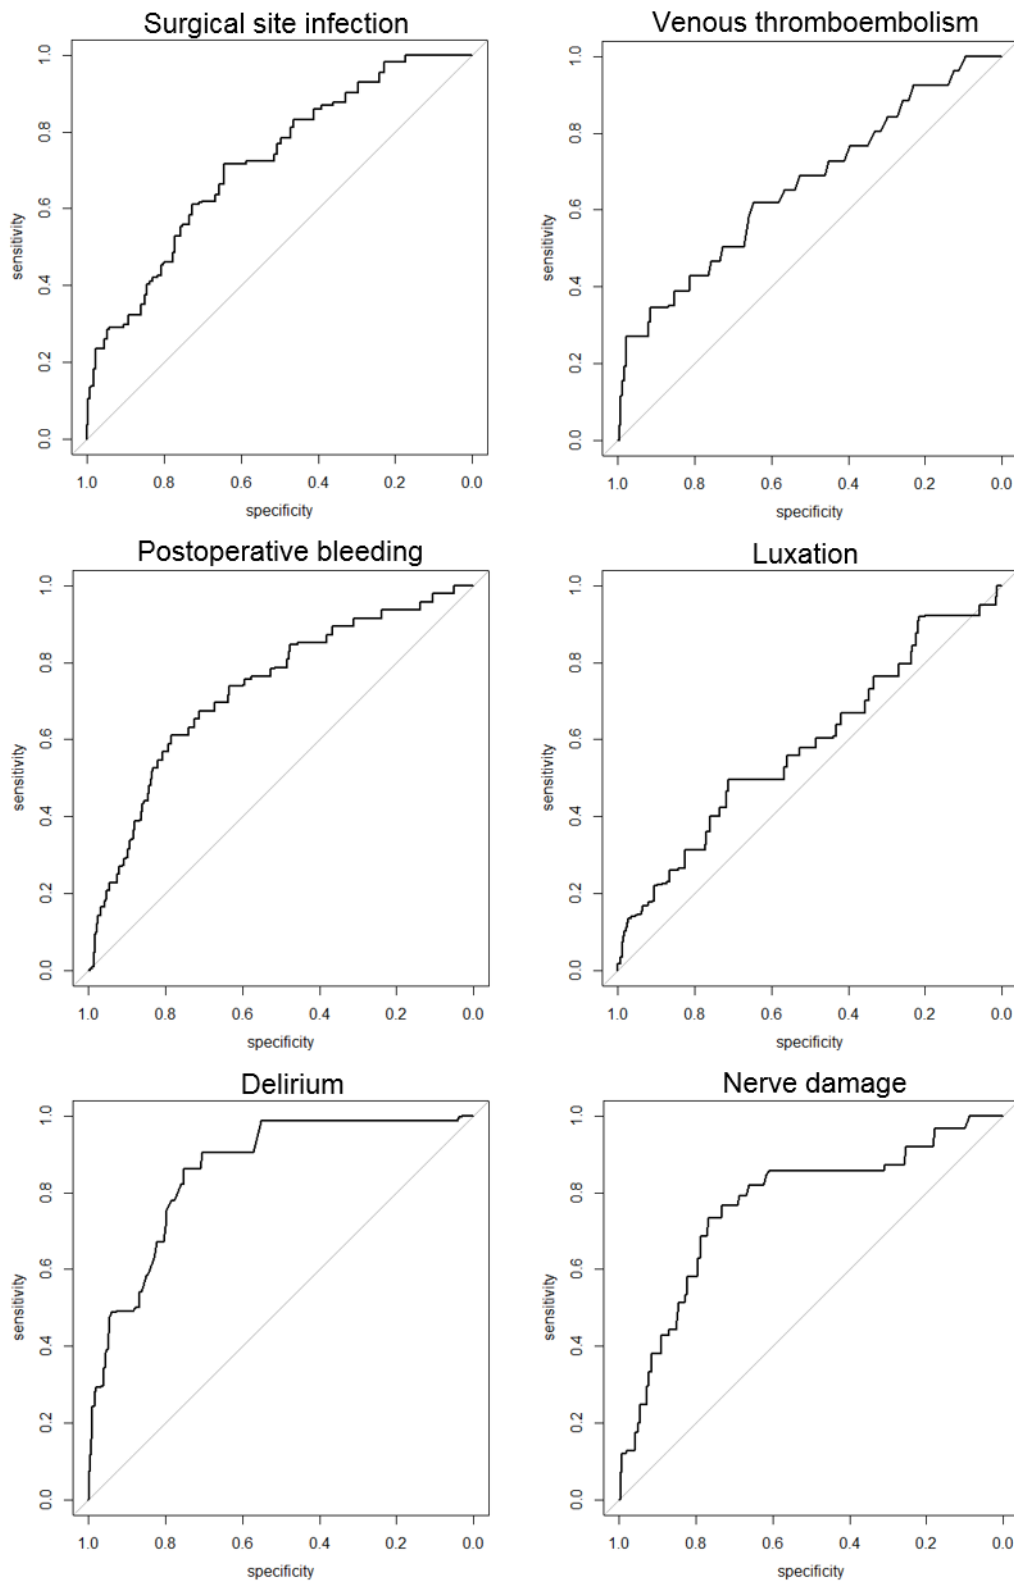 Surgical site infection
1.0
0.8
0.6
0.4
0.2
0.0
sensitivity
1.0 0.8 0.6 0.4 0.2 0.0
specificity
Venous thromboembolism
1.0
0.8
0.6
0.4
0.2
0.0
sensitivity
1.0 0.8 0.6 0.4 0.2 0.0
specificity
Postoperative bleeding
1.0
0.8
0.6
0.4
0.2
0.0
sensitivity
1.0 0.8 0.6 0.4 0.2 0.0
specificity
Luxation
1.0
0.8
0.6
0.4
0.2
0.0
sensitivity
1.0 0.8 0.6 0.4 0.2 0.0
specificity
Delirium
1.0
0.8
0.6
0.4
0.2
0.0
sensitivity
1.0 0.8 0.6 0.4 0.2 0.0
specificity
Nerve damage
1.0
0.8
0.6
0.4
0.2
0.0
sensitivity
1.0 0.8 0.6 0.4 0.2 0.0
specificity